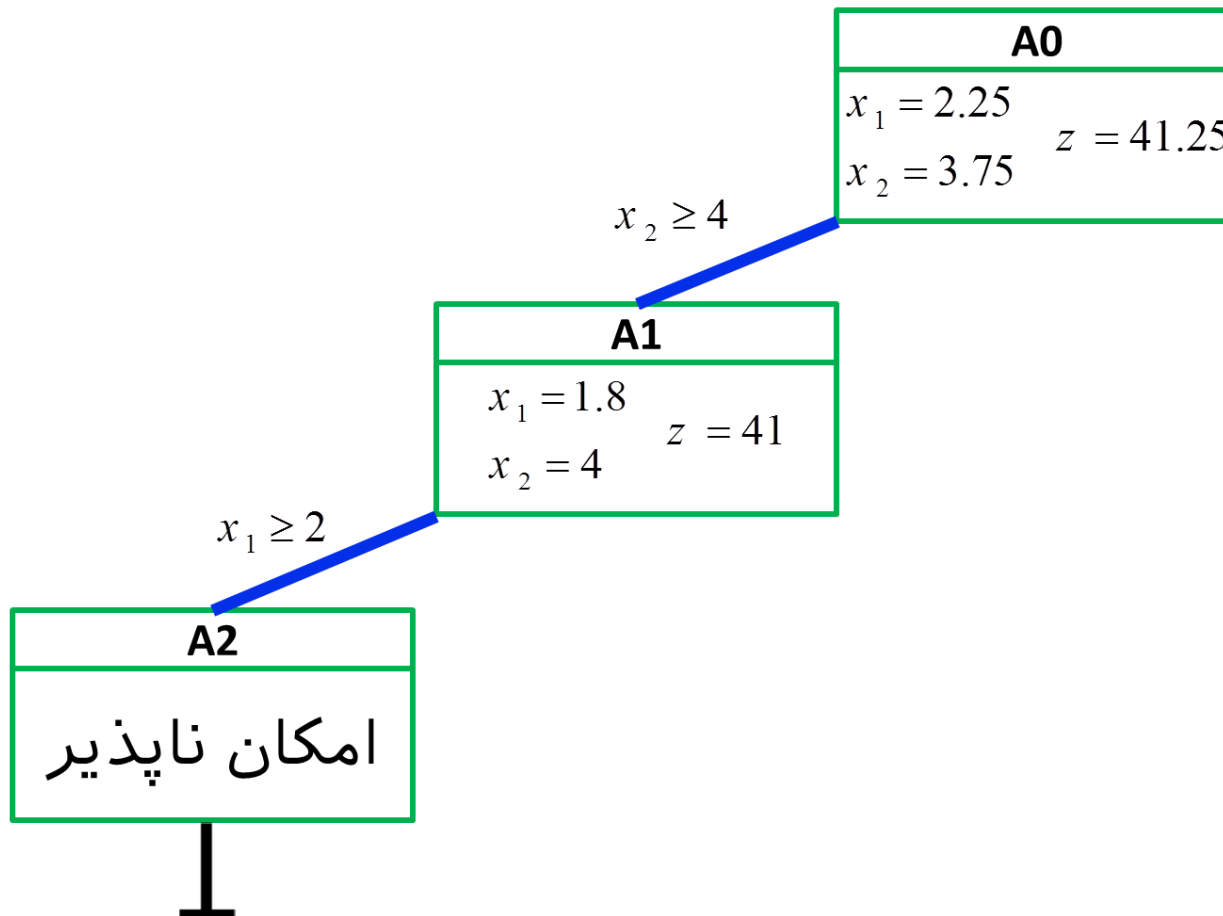 A0
x₁ = 2.25
z = 41.25
x₂ = 3.75
x₂ ≥ 4
A1
x₁ = 1.8
z = 41
x₂ = 4
x₁ ≥ 2
A2
امکان ناپذیر